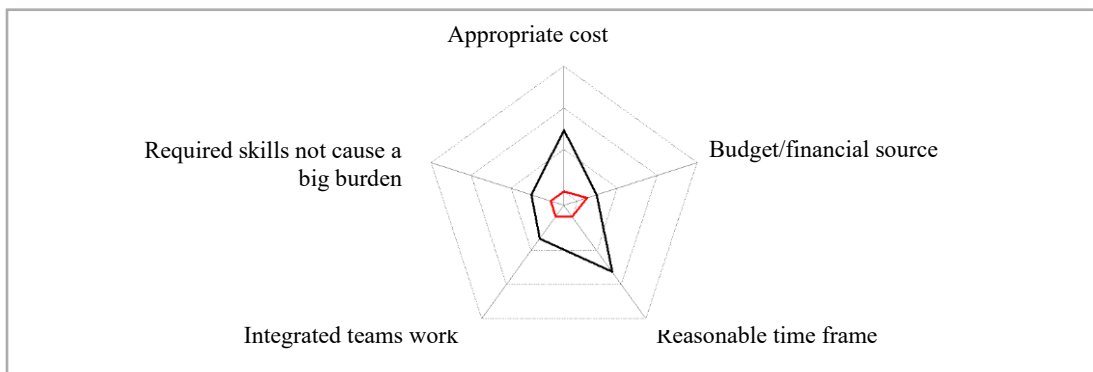 Appropriate cost
Required skills not cause a
big burden
Budget/financial source
Integrated teams work
Reasonable time frame